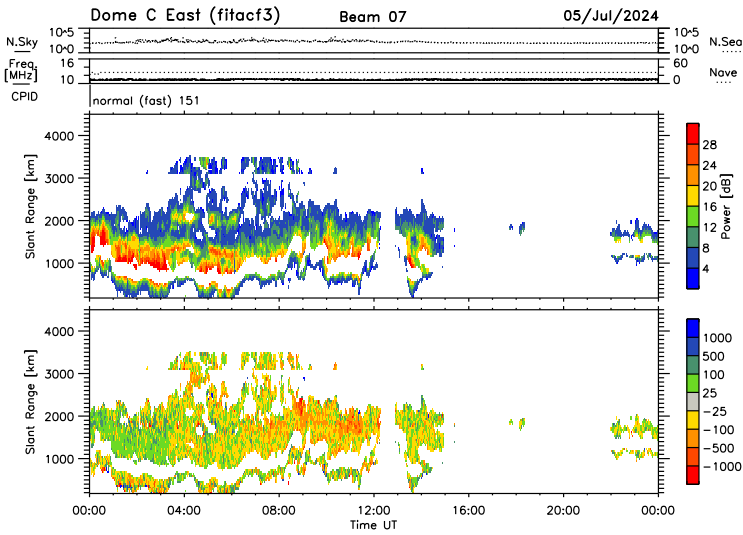 Dome C East (fitacf3) Beam 07 05/Jul/2024
N.Sky 10^5 10^0 10^5 10^0 N.Sea
Freq. [MHz] 16 10 60 0 Nave
CPID normal (fast) 151
Slant Range [km] 4000 3000 2000 1000
28 24 20 16 12 8 4 Power [dB]
Slant Range [km] 4000 3000 2000 1000
1000 500 100 25 -25 -100 -500 -1000
00:00 04:00 08:00 12:00 16:00 20:00 00:00
Time UT